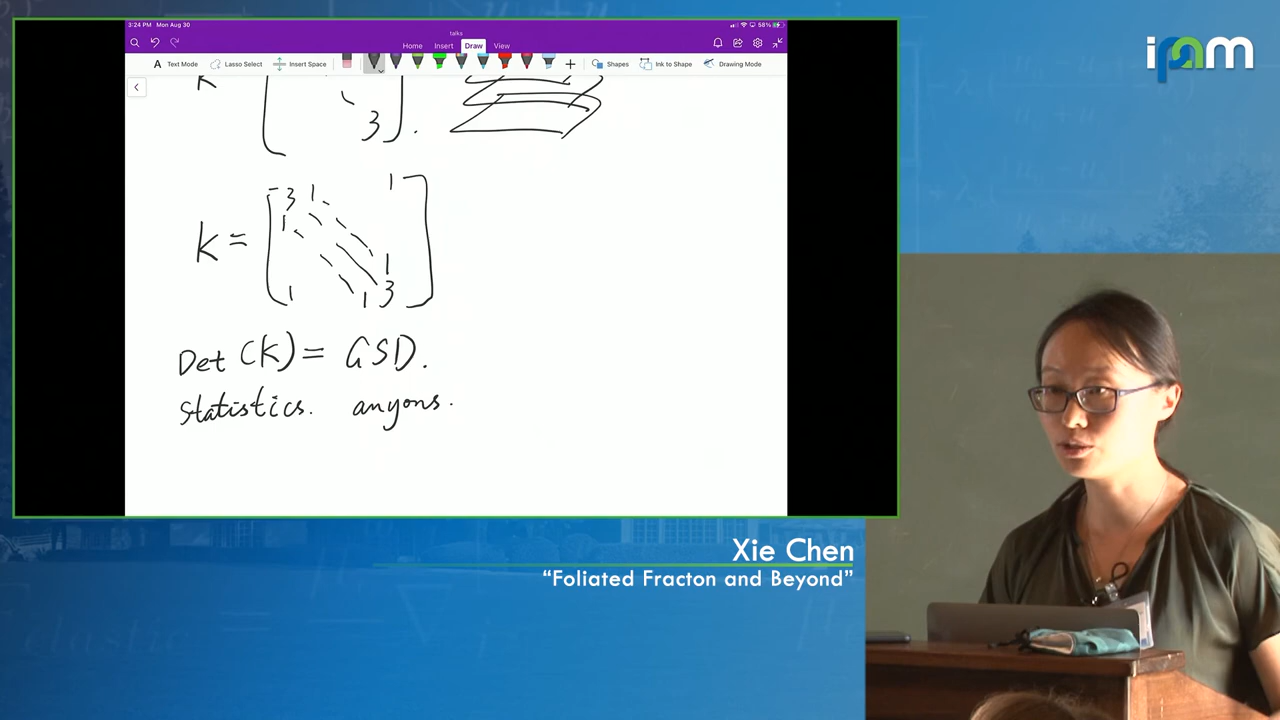 3:24 PM Mon Aug 30
58%
talks
Home Insert Draw View
Text Mode Lasso Select Insert Space Shapes Ink to Shape Drawing Mode
K
3 .
3 1 1
1
K =
1
1 1 3
Det (K) = GSD.
Statistics. anyons.
ipam
Xie Chen
“Foliated Fracton and Beyond”